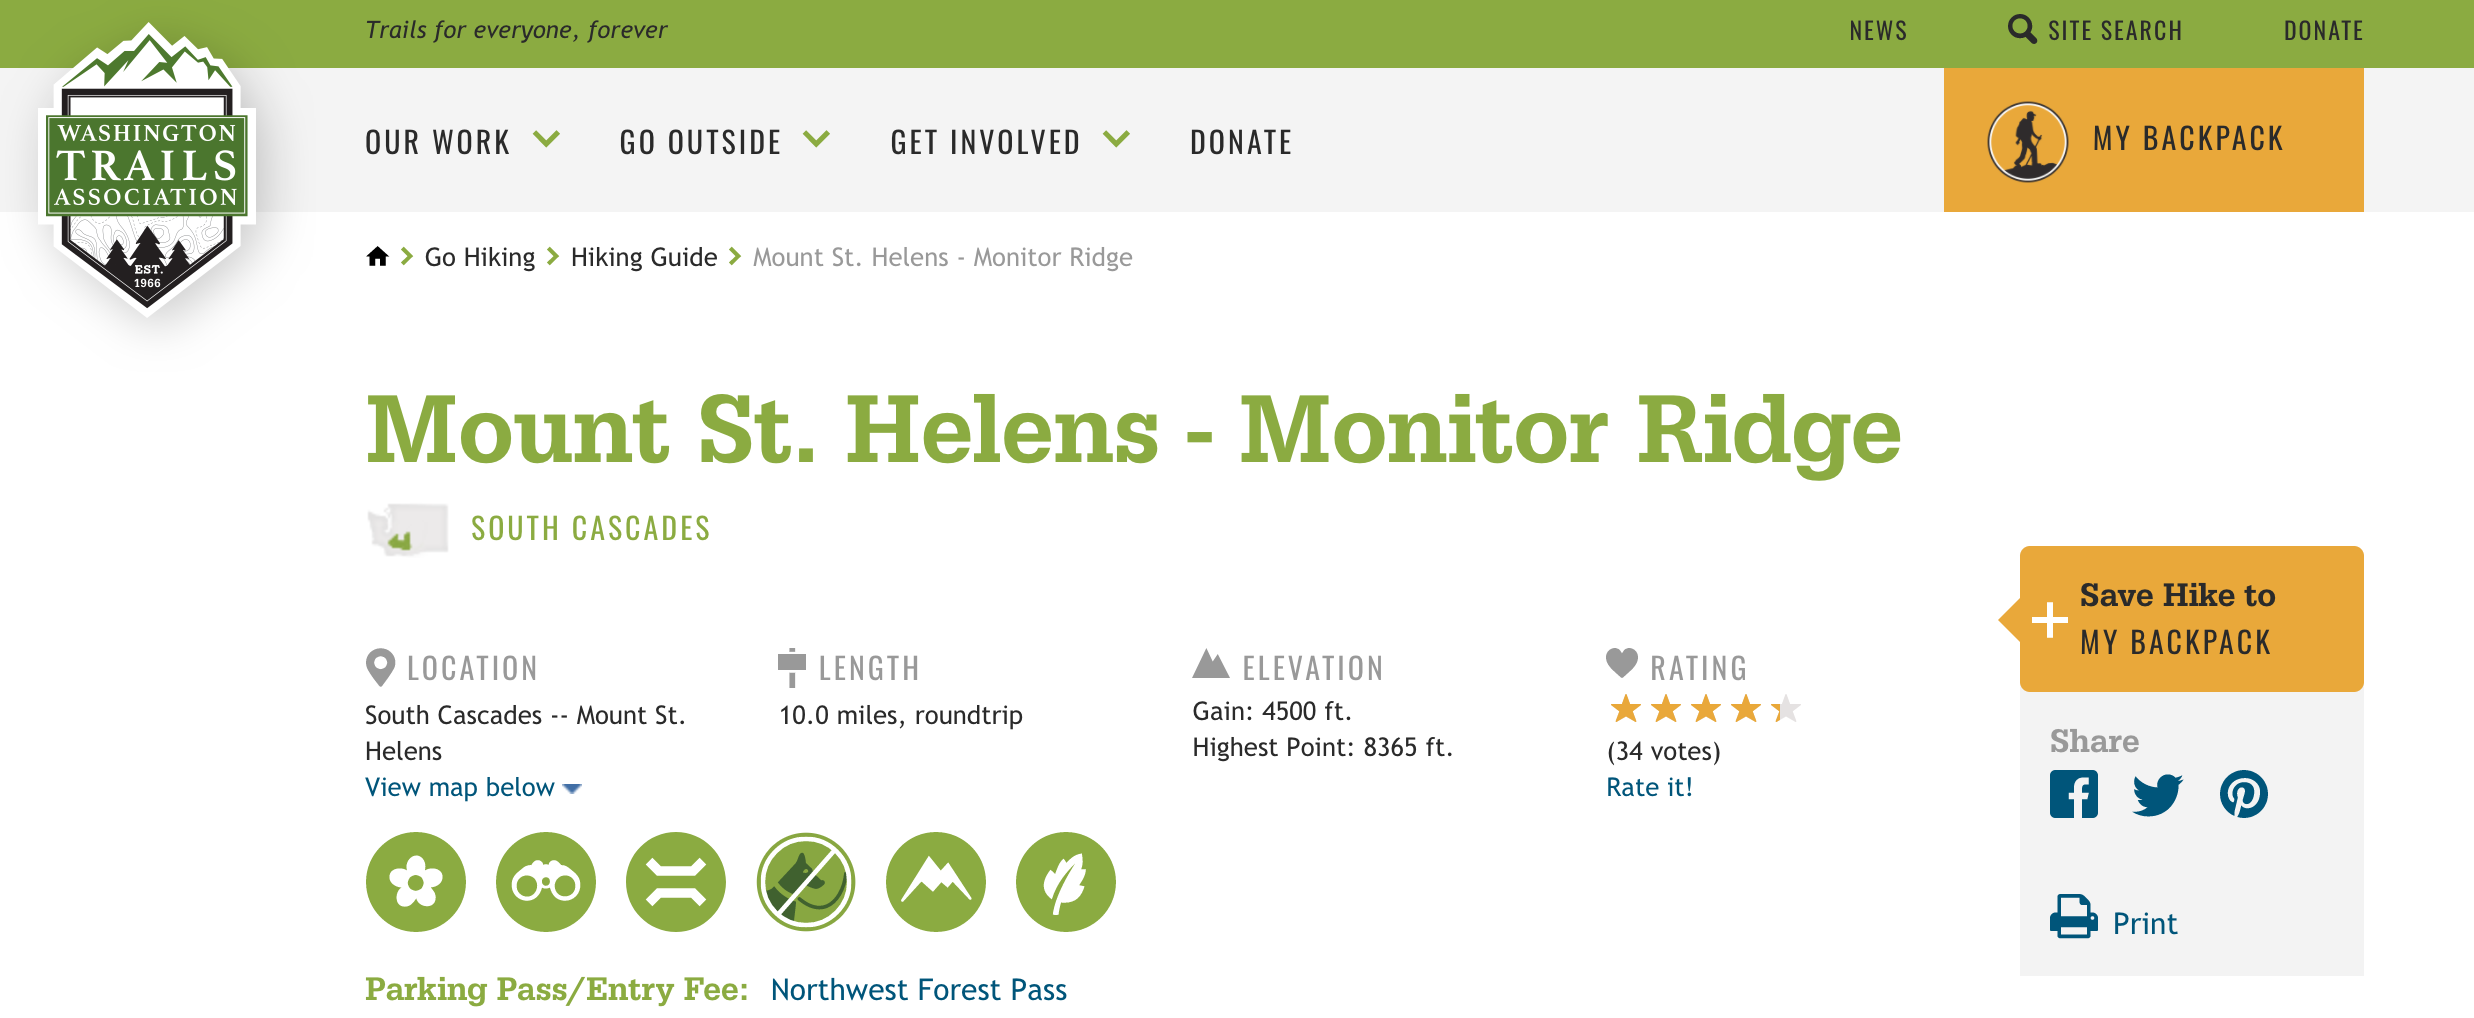 Trails for everyone, forever
NEWS
SITE SEARCH
DONATE
WASHINGTON
TRAILS
ASSOCIATION
EST.
1966
OUR WORK
GO OUTSIDE
GET INVOLVED
DONATE
MY BACKPACK
Go Hiking
Hiking Guide
Mount St. Helens - Monitor Ridge
Mount St. Helens - Monitor Ridge
SOUTH CASCADES
LOCATION
South Cascades -- Mount St.
Helens
View map below
LENGTH
10.0 miles, roundtrip
ELEVATION
Gain: 4500 ft.
Highest Point: 8365 ft.
RATING
(34 votes)
Rate it!
Save Hike to
MY BACKPACK
Share
Print
Parking Pass/Entry Fee: Northwest Forest Pass